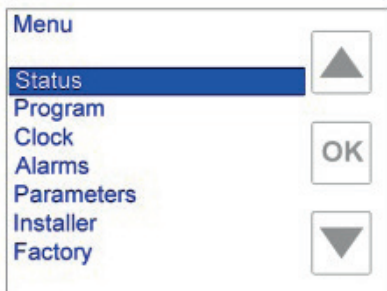 Menu
Status
Program
Clock
Alarms
Parameters
Installer
Factory
OK